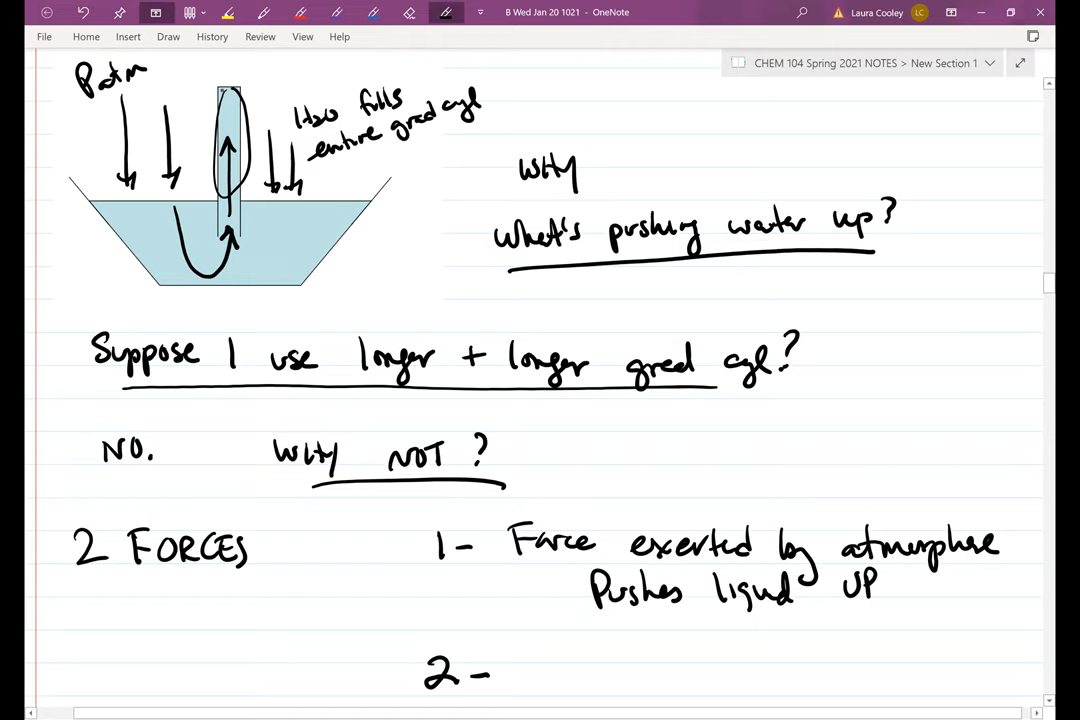 B Wed Jan 20 1021 - OneNote
Laura Cooley
LC
File Home Insert Draw History Review View Help
CHEM 104 Spring 2021 NOTES > New Section 1
Patm
H2O fills
entire grad cyl
WHY
What's pushing water up?
Suppose I use longer + longer grad cyl?
NO. WHY NOT?
2 FORCES 1 - Force exerted by atmosphere
Pushes liquid UP
2 -